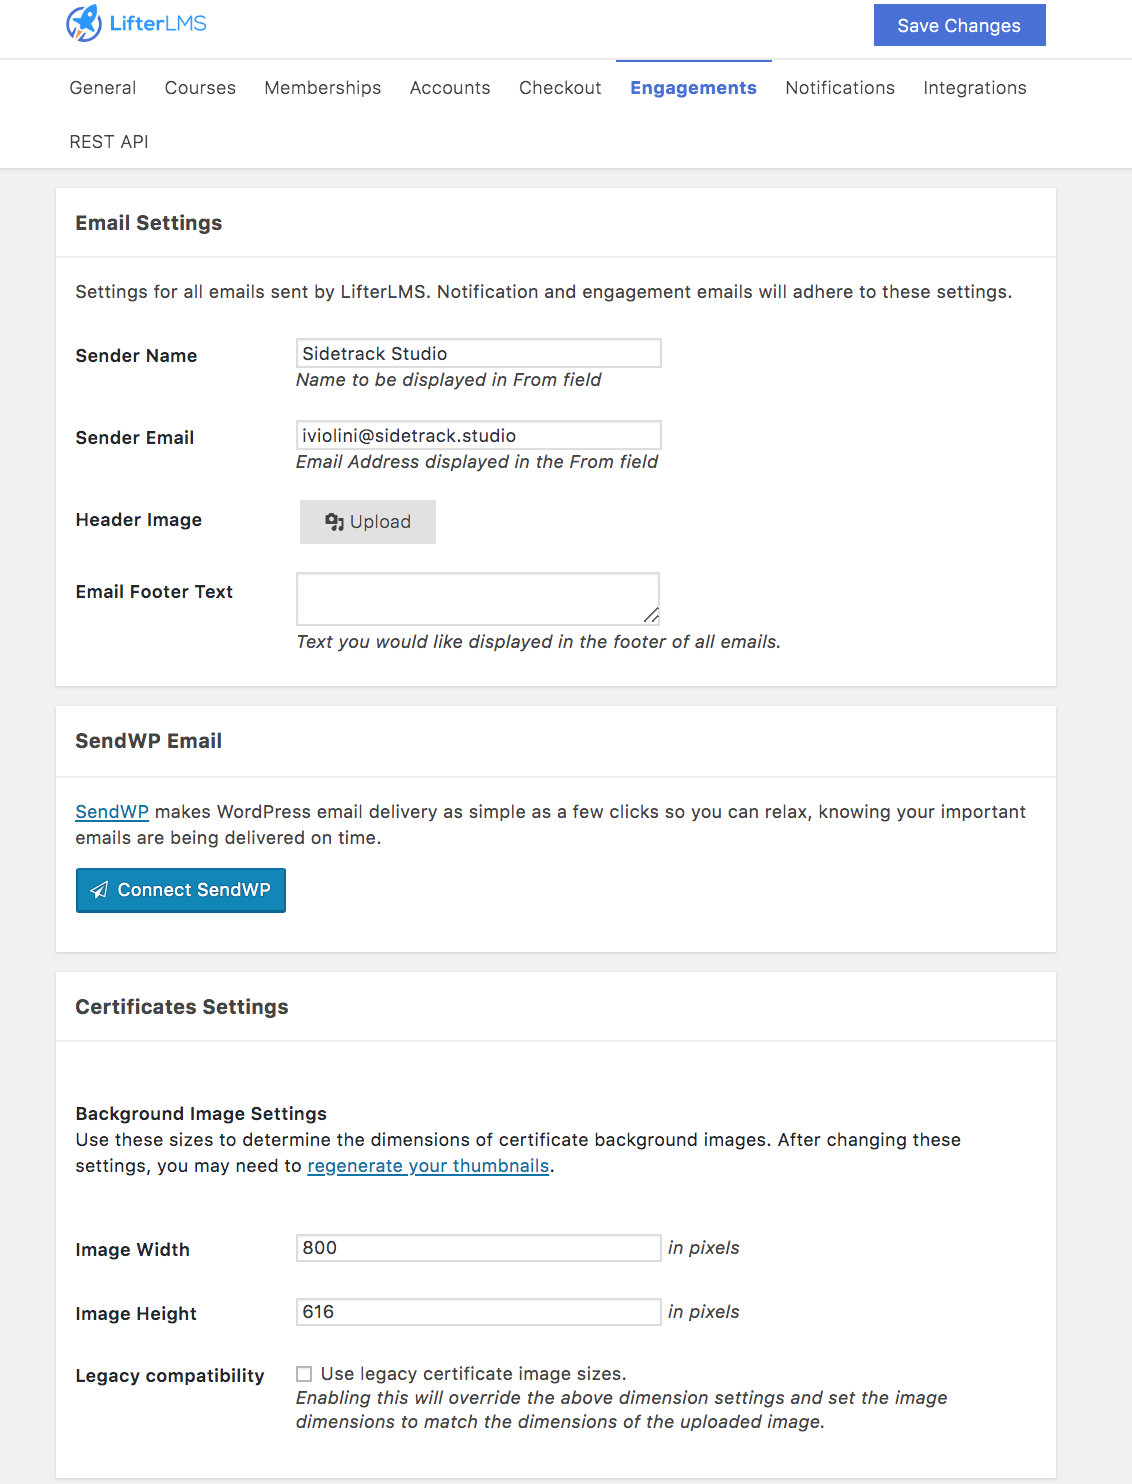 LifterLMS
Save Changes
General Courses Memberships Accounts Checkout Engagements Notifications Integrations
REST API
Email Settings
Settings for all emails sent by LifterLMS. Notification and engagement emails will adhere to these settings.
Sender Name
Sidetrack Studio
Name to be displayed in From field
Sender Email
iviolini@sidetrack.studio
Email Address displayed in the From field
Header Image
Upload
Email Footer Text
Text you would like displayed in the footer of all emails.
SendWP Email
SendWP makes WordPress email delivery as simple as a few clicks so you can relax, knowing your important
emails are being delivered on time.
Connect SendWP
Certificates Settings
Background Image Settings
Use these sizes to determine the dimensions of certificate background images. After changing these
settings, you may need to regenerate your thumbnails.
Image Width
800 in pixels
Image Height
616 in pixels
Legacy compatibility
Use legacy certificate image sizes.
Enabling this will override the above dimension settings and set the image
dimensions to match the dimensions of the uploaded image.